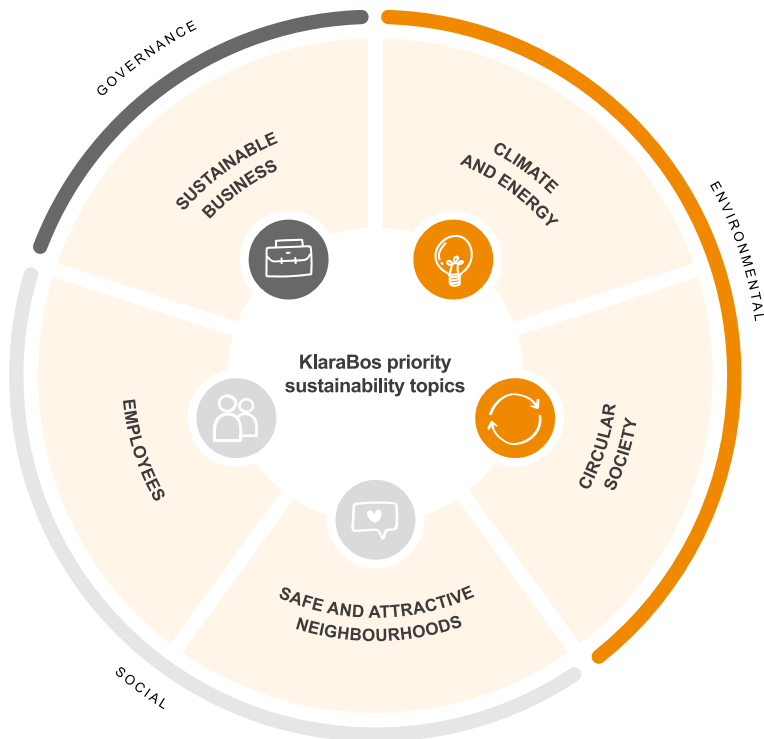 GOVERNANCE
ENVIRONMENTAL
SOCIAL
SUSTAINABLE
BUSINESS
CLIMATE
AND ENERGY
KlaraBos priority
sustainability topics
EMPLOYEES
CIRCULAR
SOCIETY
SAFE AND ATTRACTIVE
NEIGHBOURHOODS